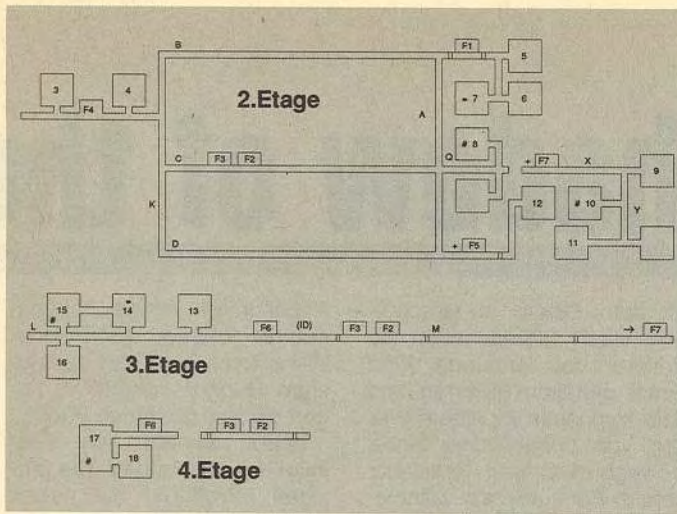 B
F1
5
3
4
F4
2.Etage
= 7
6
A
# 8
C
F3
F2
Q
+ F7
X
9
K
12
# 10
Y
D
+ F5
11
15
#
=
14
13
L
F6
(ID)
F3
F2
M
→ F7
16
3.Etage
17
#
F6
F3
F2
18
4.Etage